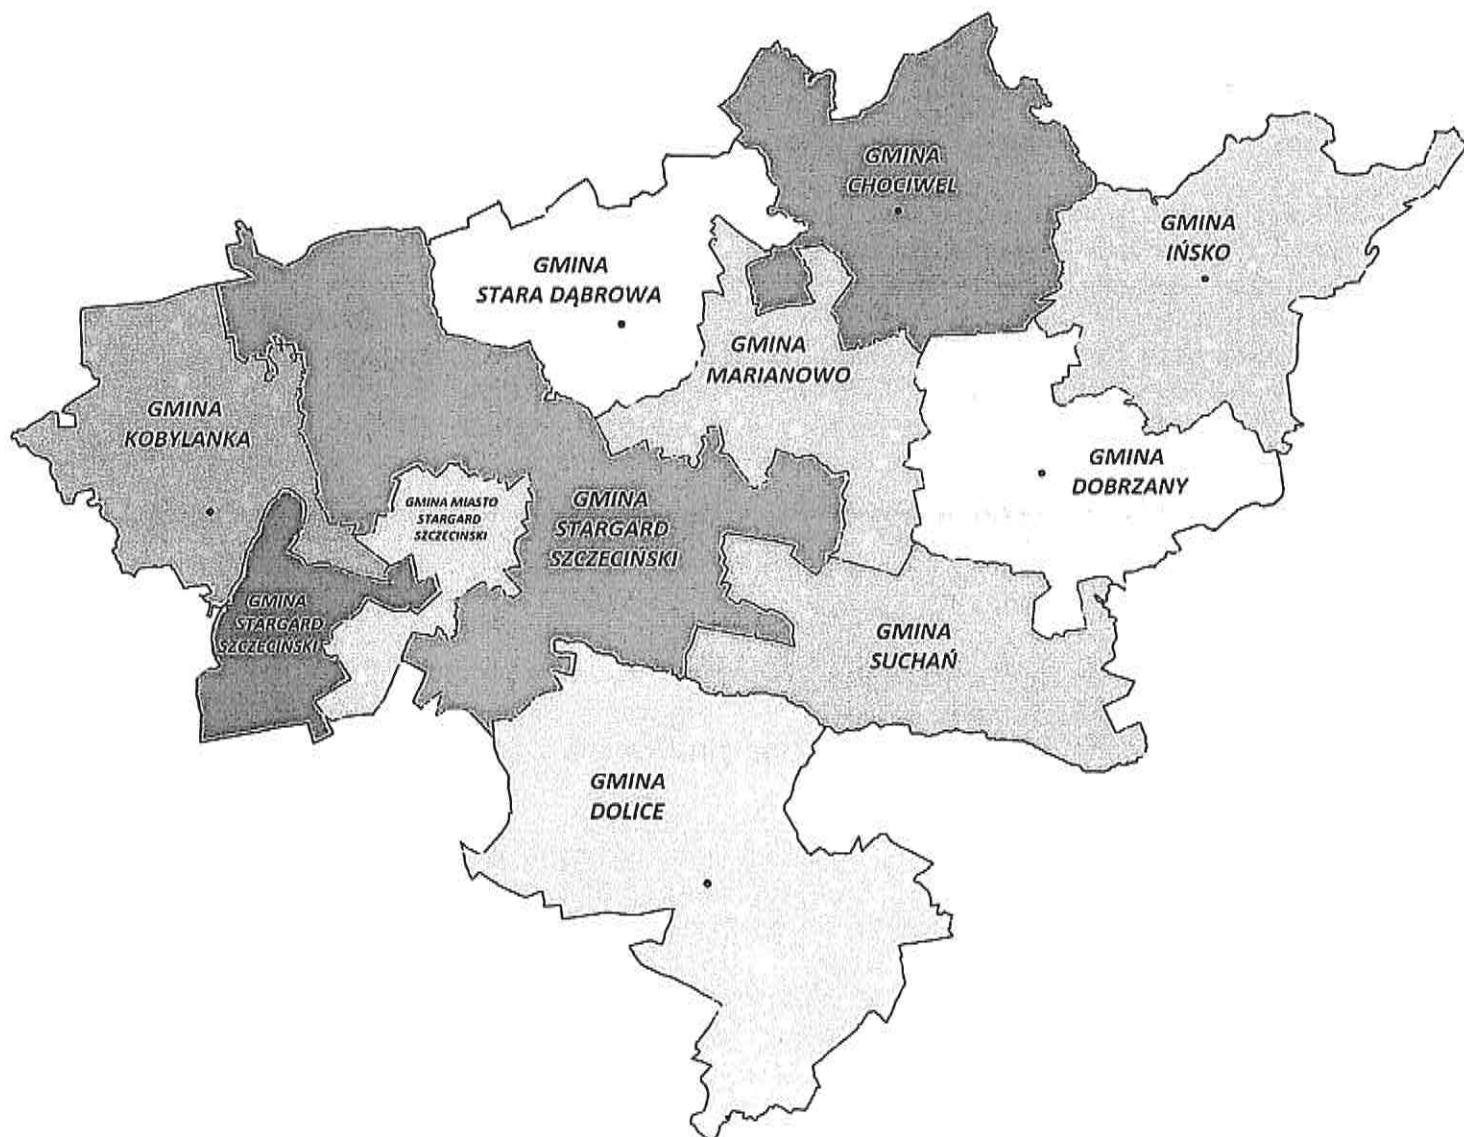 GMINA
CHOCIWEL
GMINA
IŃSKO
GMINA
STARA DĄBROWA
GMINA
MARIANOWO
GMINA
KOBYLANKA
GMINA
DOBRZANY
GMINA MIASTO
STARGARD
SZCZECINSKI
GMINA
STARGARD
SZCZECIŃSKI
GMINA
STARGARD
SZCZECIŃSKI
GMINA
SUCHAŃ
GMINA
DOLICE